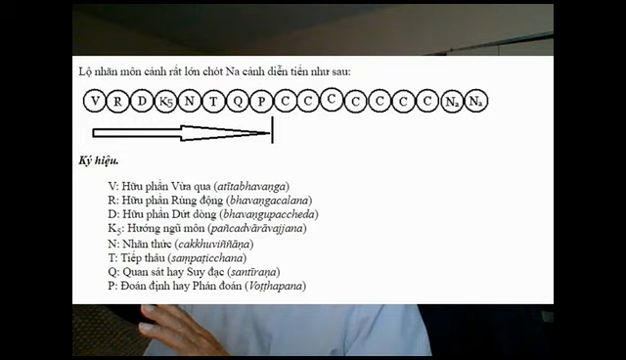 Lộ nhãn môn cảnh rất lớn chót Na cảnh diễn tiến như sau:
V R D K5 N T Q P C C C C C C C Na Na
Ký hiệu.
V: Hữu phần Vừa qua (atītabhavaṅga)
R: Hữu phần Rúng động (bhavaṅgacalana)
D: Hữu phần Dứt dòng (bhavaṅgupaccheda)
K5: Hướng ngũ môn (pañcadvārāvajjana)
N: Nhãn thức (cakkhuviññāṇa)
T: Tiếp thâu (saṃpaṭicchana)
Q: Quan sát hay Suy đạc (santīraṇa)
P: Đoán định hay Phán đoán (Voṭṭhapana)